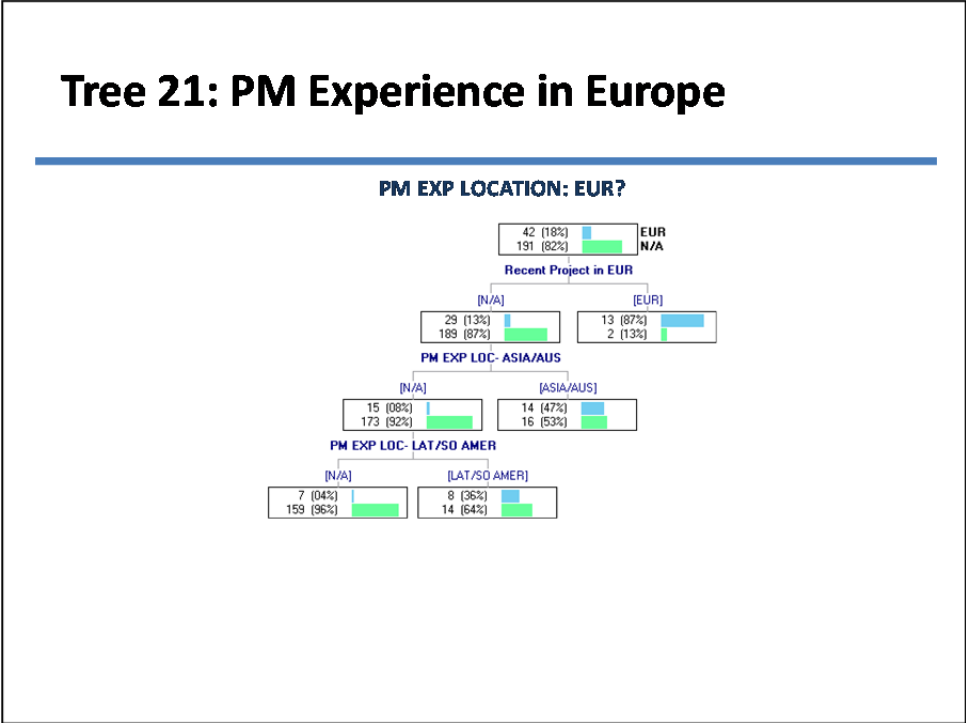 Tree 21: PM Experience in Europe
PM EXP LOCATION: EUR?
42 (18%) EUR
191 (82%) N/A
Recent Project in EUR
[N/A] [EUR]
29 (13%) 13 (87%)
189 (87%) 2 (13%)
PM EXP LOC- ASIA/AUS
[N/A] [ASIA/AUS]
15 (08%) 14 (47%)
173 (92%) 16 (53%)
PM EXP LOC- LAT/SO AMER
[N/A] [LAT/SO AMER]
7 (04%) 8 (36%)
159 (96%) 14 (64%)